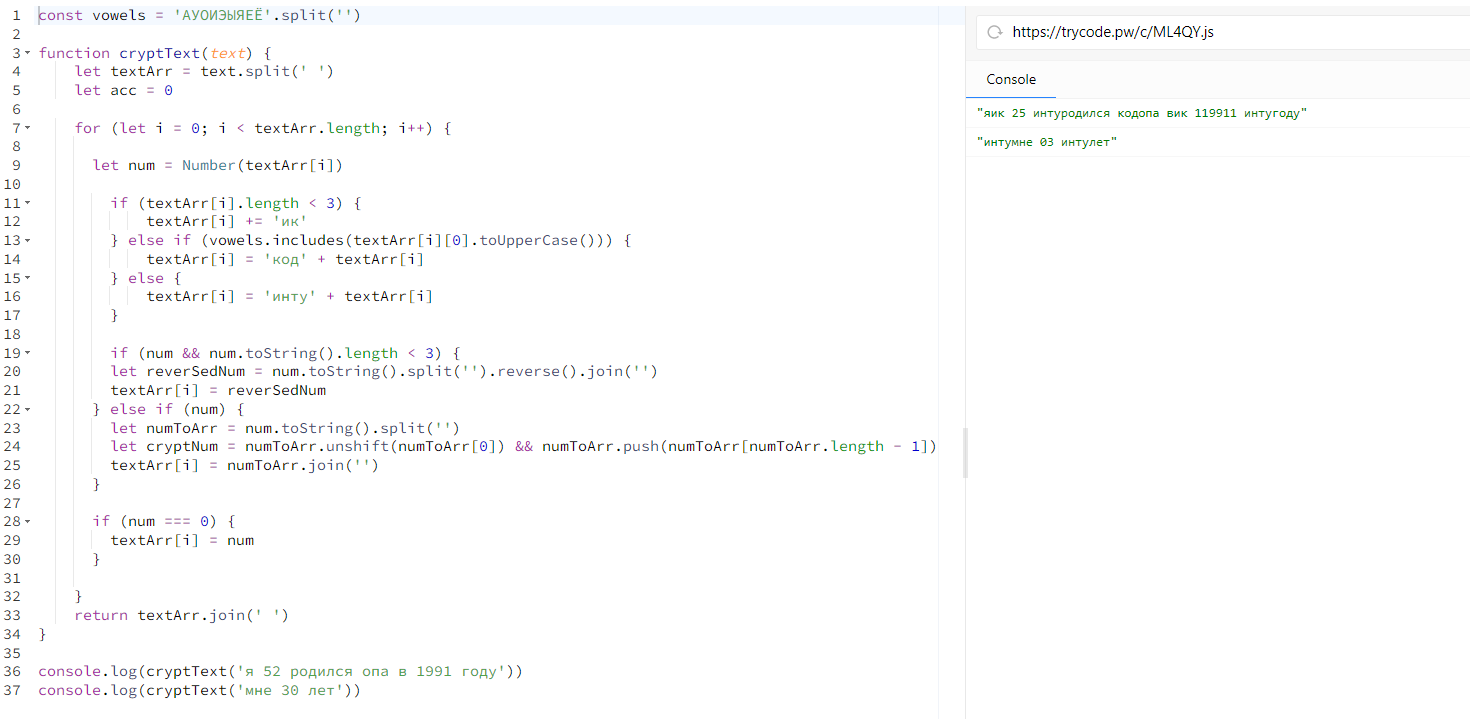 1 const vowels = 'АУОИЭЫЯЕЁ'.split('')
2
3 function cryptText(text) {
4 let textArr = text.split(' ')
5 let acc = 0
6
7 for (let i = 0; i < textArr.length; i++) {
8
9 let num = Number(textArr[i])
10
11 if (textArr[i].length < 3) {
12 textArr[i] += 'ик'
13 } else if (vowels.includes(textArr[i][0].toUpperCase())) {
14 textArr[i] = 'код' + textArr[i]
15 } else {
16 textArr[i] = 'инту' + textArr[i]
17 }
18
19 if (num && num.toString().length < 3) {
20 let reverSedNum = num.toString().split('').reverse().join('')
21 textArr[i] = reverSedNum
22 } else if (num) {
23 let numToArr = num.toString().split('')
24 let cryptNum = numToArr.unshift(numToArr[0]) && numToArr.push(numToArr[numToArr.length - 1])
25 textArr[i] = numToArr.join('')
26 }
27
28 if (num === 0) {
29 textArr[i] = num
30 }
31
32 }
33 return textArr.join(' ')
34 }
35
36 console.log(cryptText('я 52 родился опа в 1991 году'))
37 console.log(cryptText('мне 30 лет'))
https://trycode.pw/c/ML4QY.js
Console
"яик 25 интуродился кодопа вик 119911 интугоду"
"интумне 03 интулет"